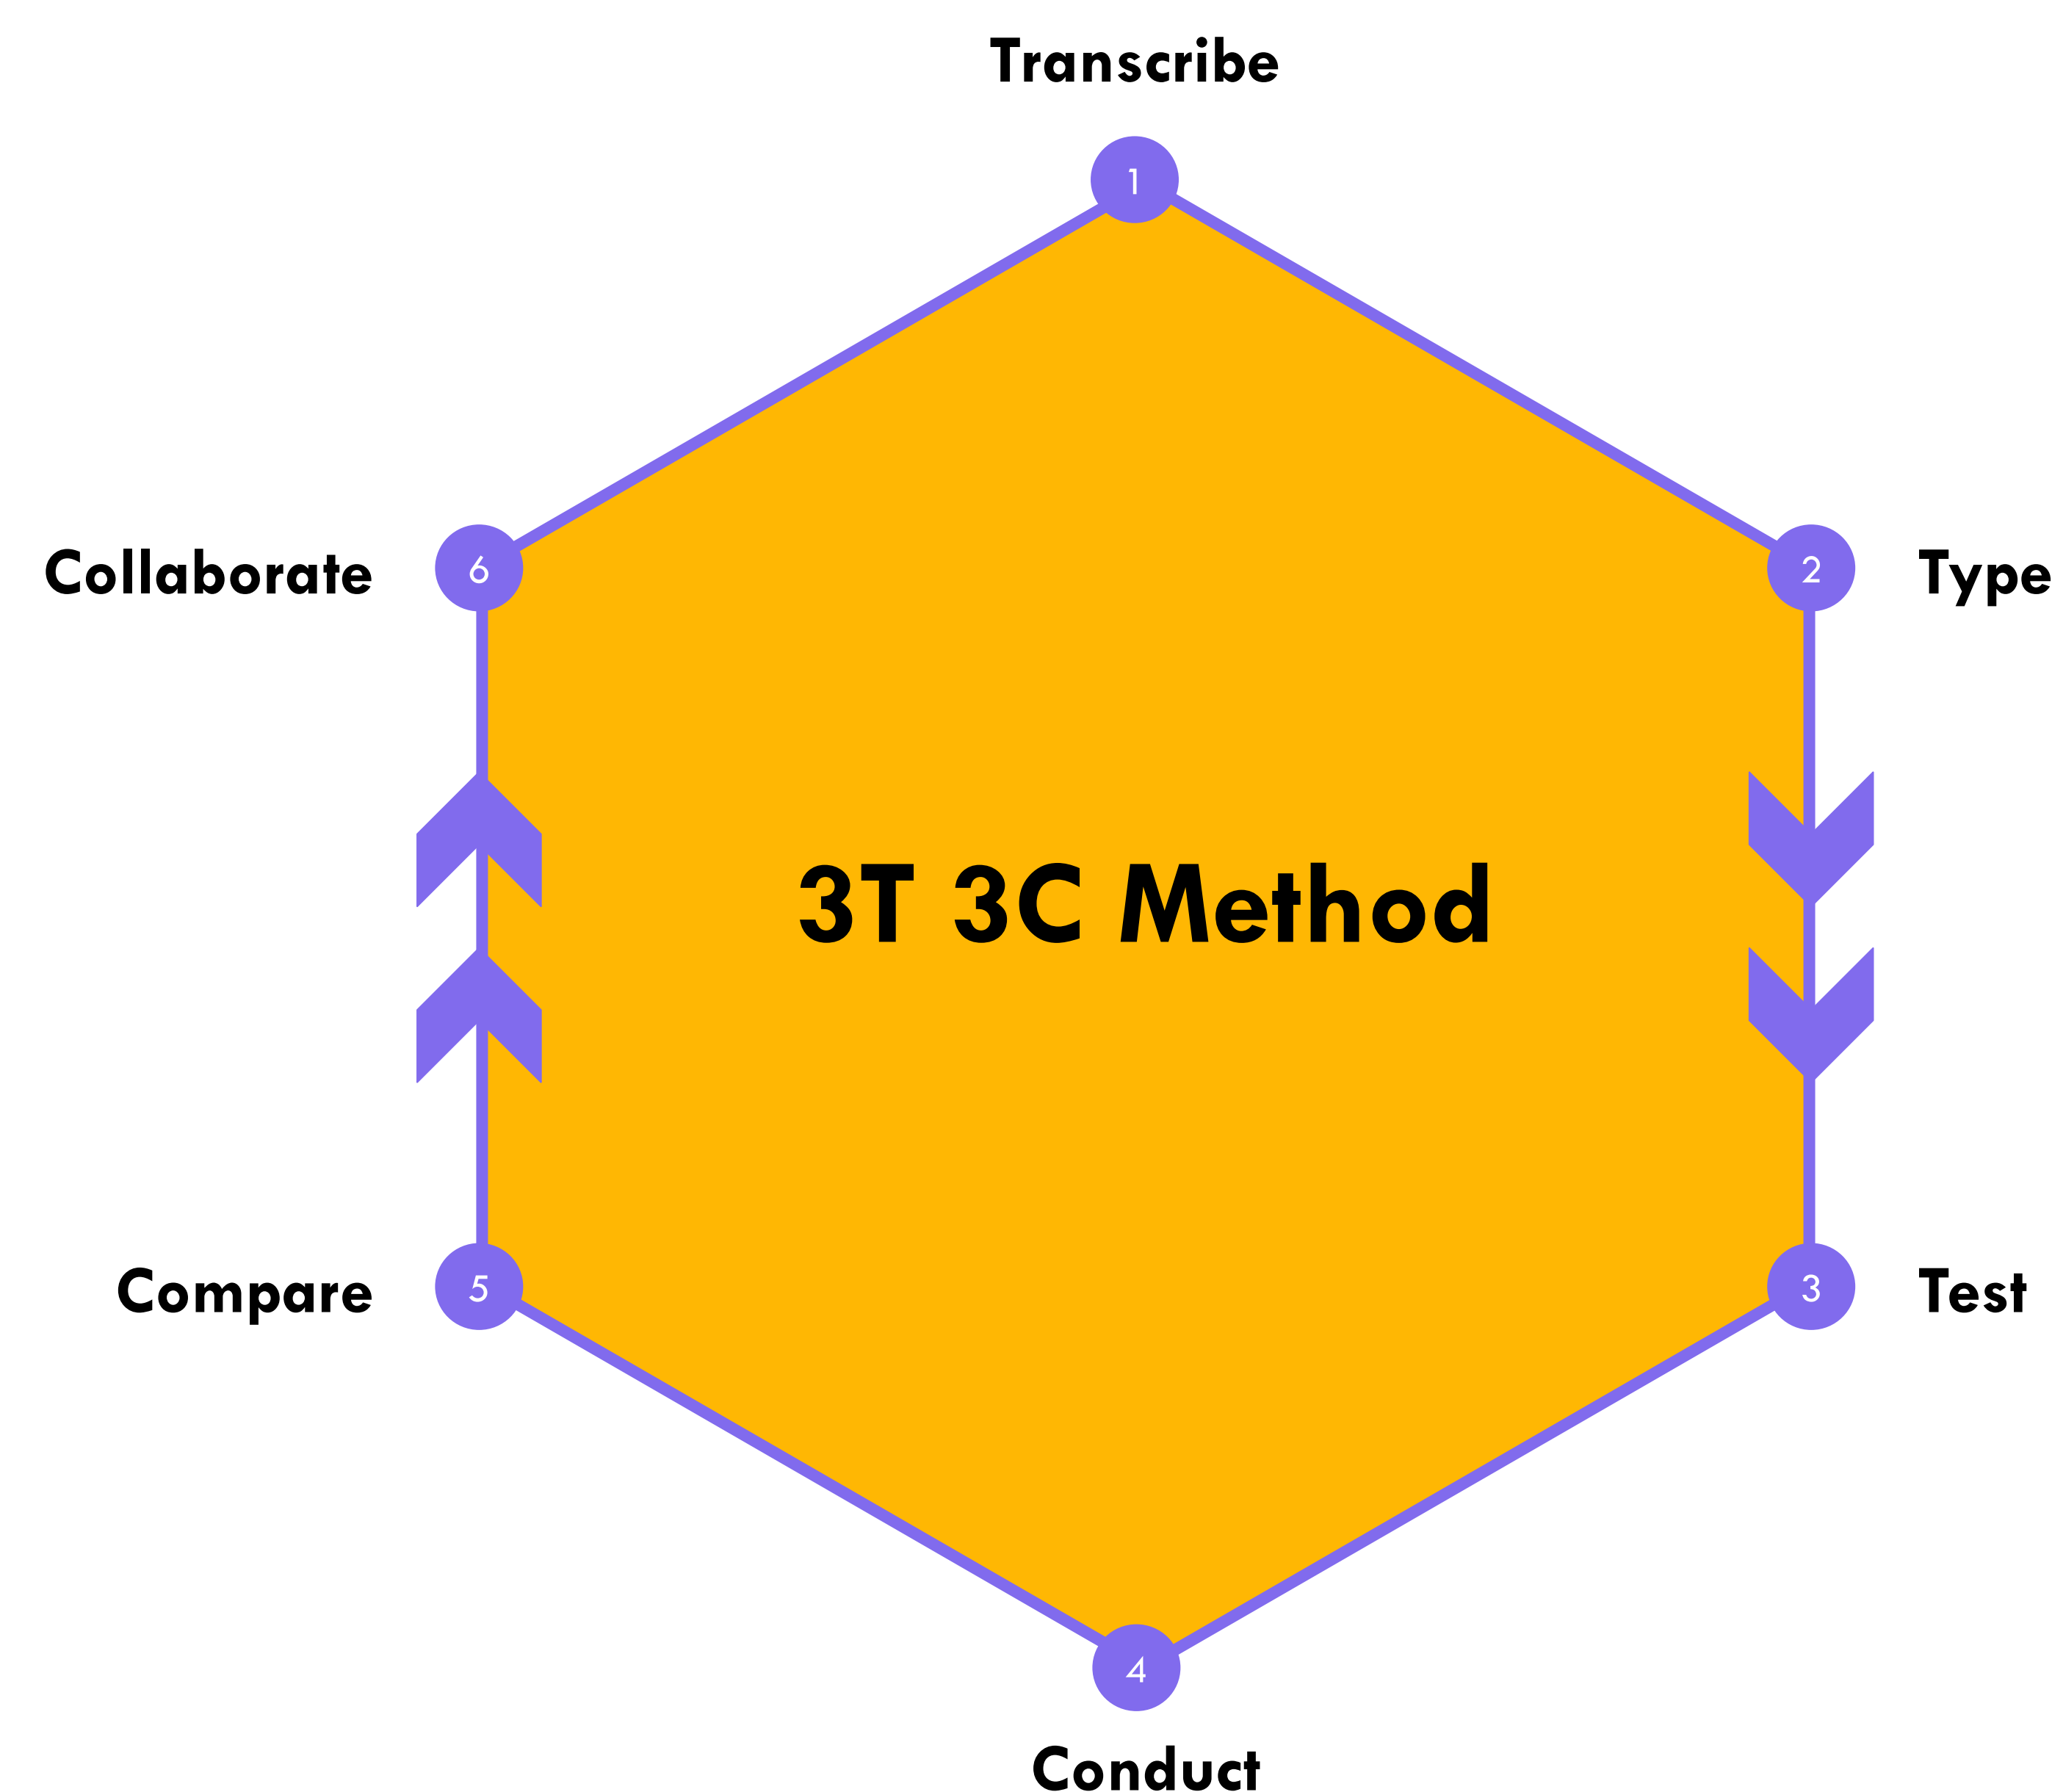 Transcribe
1
Collaborate
6
2
Type
3T 3C Method
Compare
5
3
Test
4
Conduct